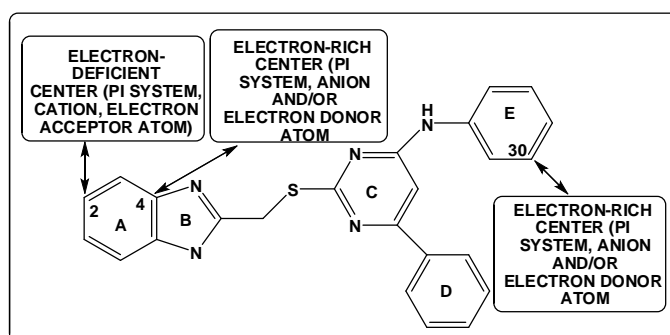 ELECTRON-
DEFICIENT
CENTER (PI SYSTEM,
CATION, ELECTRON
ACCEPTOR ATOM)
ELECTRON-RICH
CENTER (PI
SYSTEM, ANION
AND/OR
ELECTRON DONOR
ATOM
H
N
E
30
2
4
A
B
N
N
S
N
N
C
D
ELECTRON-RICH
CENTER (PI
SYSTEM, ANION
AND/OR
ELECTRON DONOR
ATOM